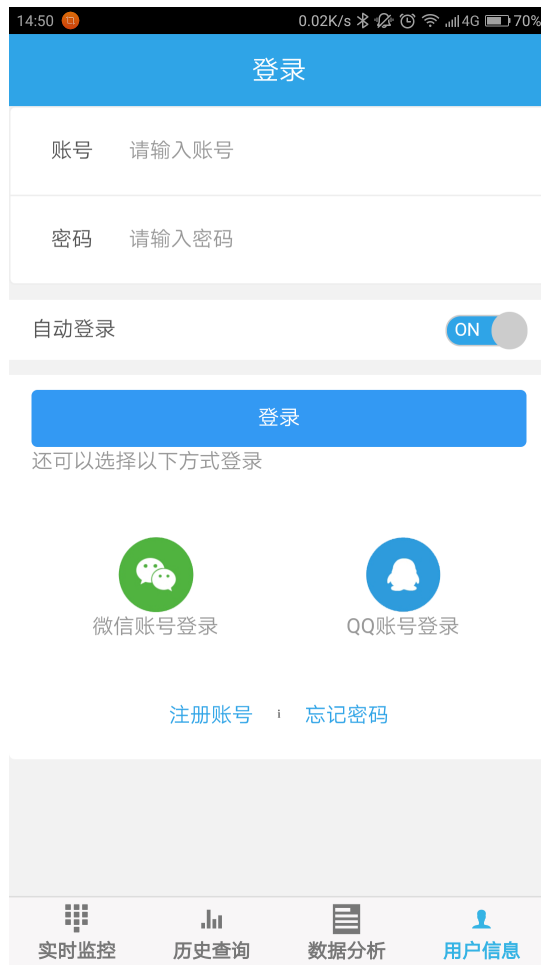 14:50 0.02K/s 4G 70%
登录
账号 请输入账号
密码 请输入密码
自动登录 ON
登录
还可以选择以下方式登录
微信账号登录 QQ账号登录
注册账号 i 忘记密码
实时监控 历史查询 数据分析 用户信息